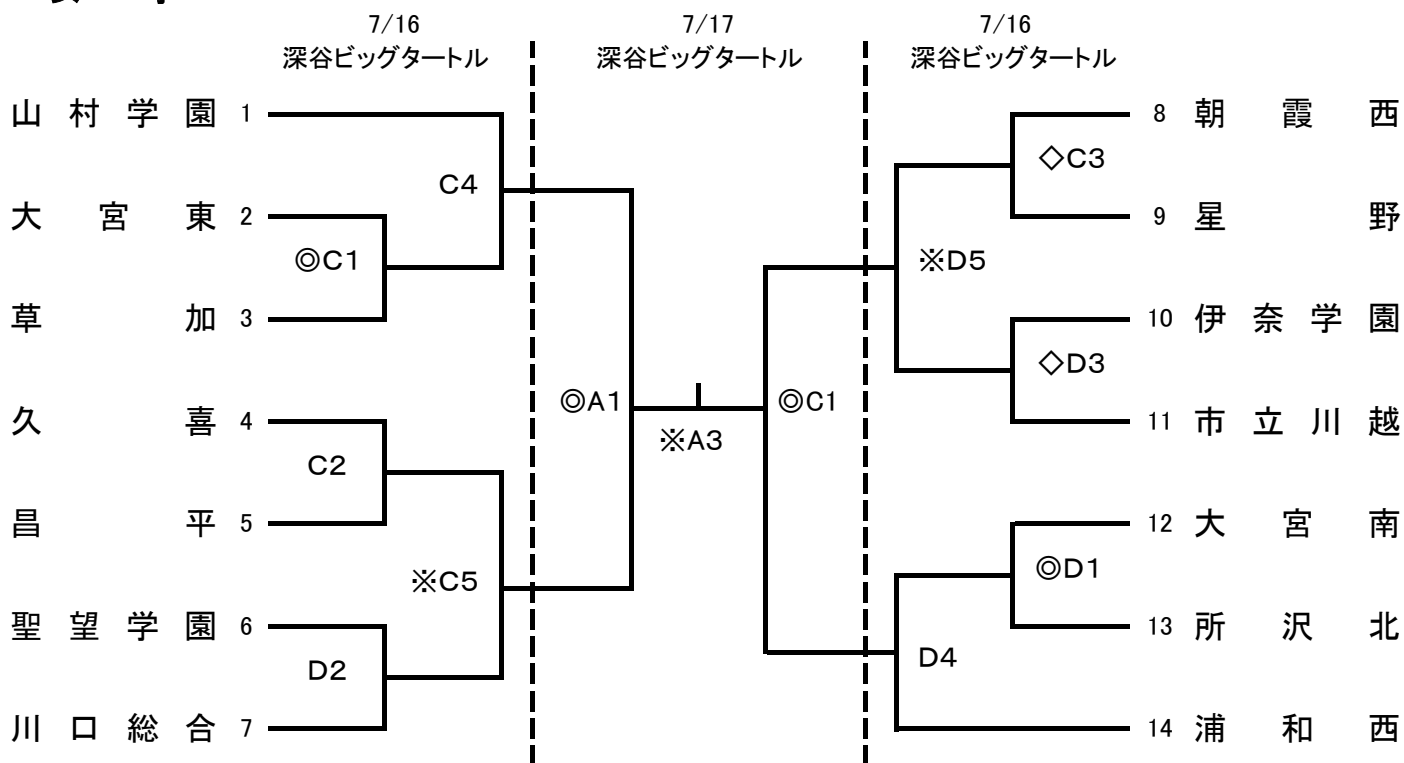 7/16 7/17 7/16
深谷ビッグタートル 深谷ビッグタートル 深谷ビッグタートル
山村学園 1 8 朝霞西
◇C3
C4
大宮東 2 9 星野
◎C1 ※D5
草加 3 10 伊奈学園
◇D3
◎A1 ◎C1
久喜 4 11 市立川越
※A3
C2
昌平 5 12 大宮南
※C5 ◎D1
聖望学園 6 13 所沢北
D2 D4
川口総合 7 14 浦和西